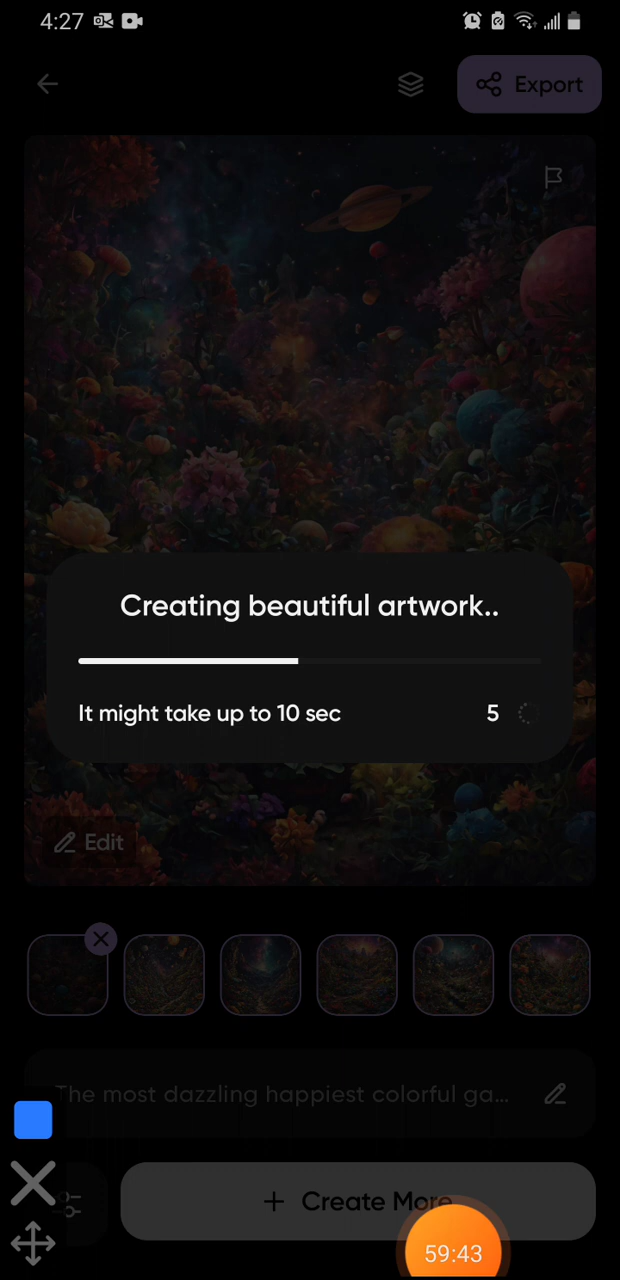 4:27
Export
Creating beautiful artwork..
It might take up to 10 sec
5
Edit
The most dazzling happiest colorful ga...
+ Create More
59:43